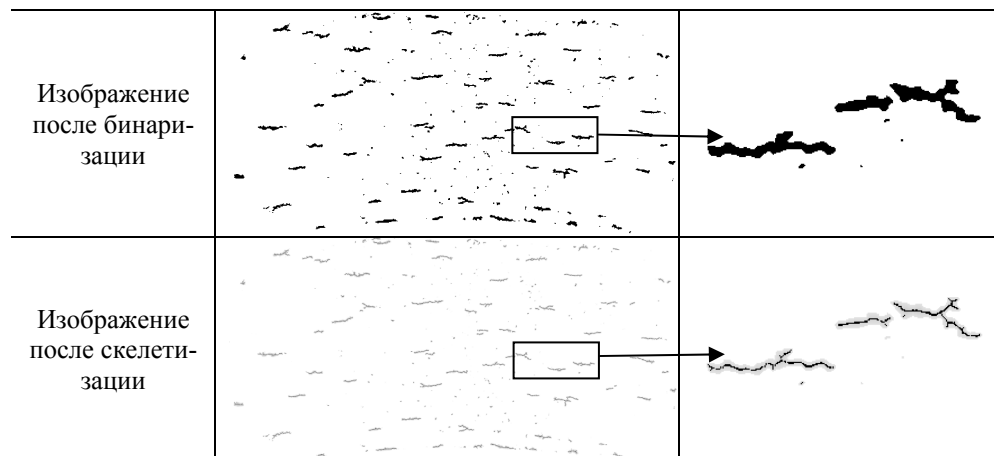 Изображение
после бинари-
зации
Изображение
после скелети-
зации